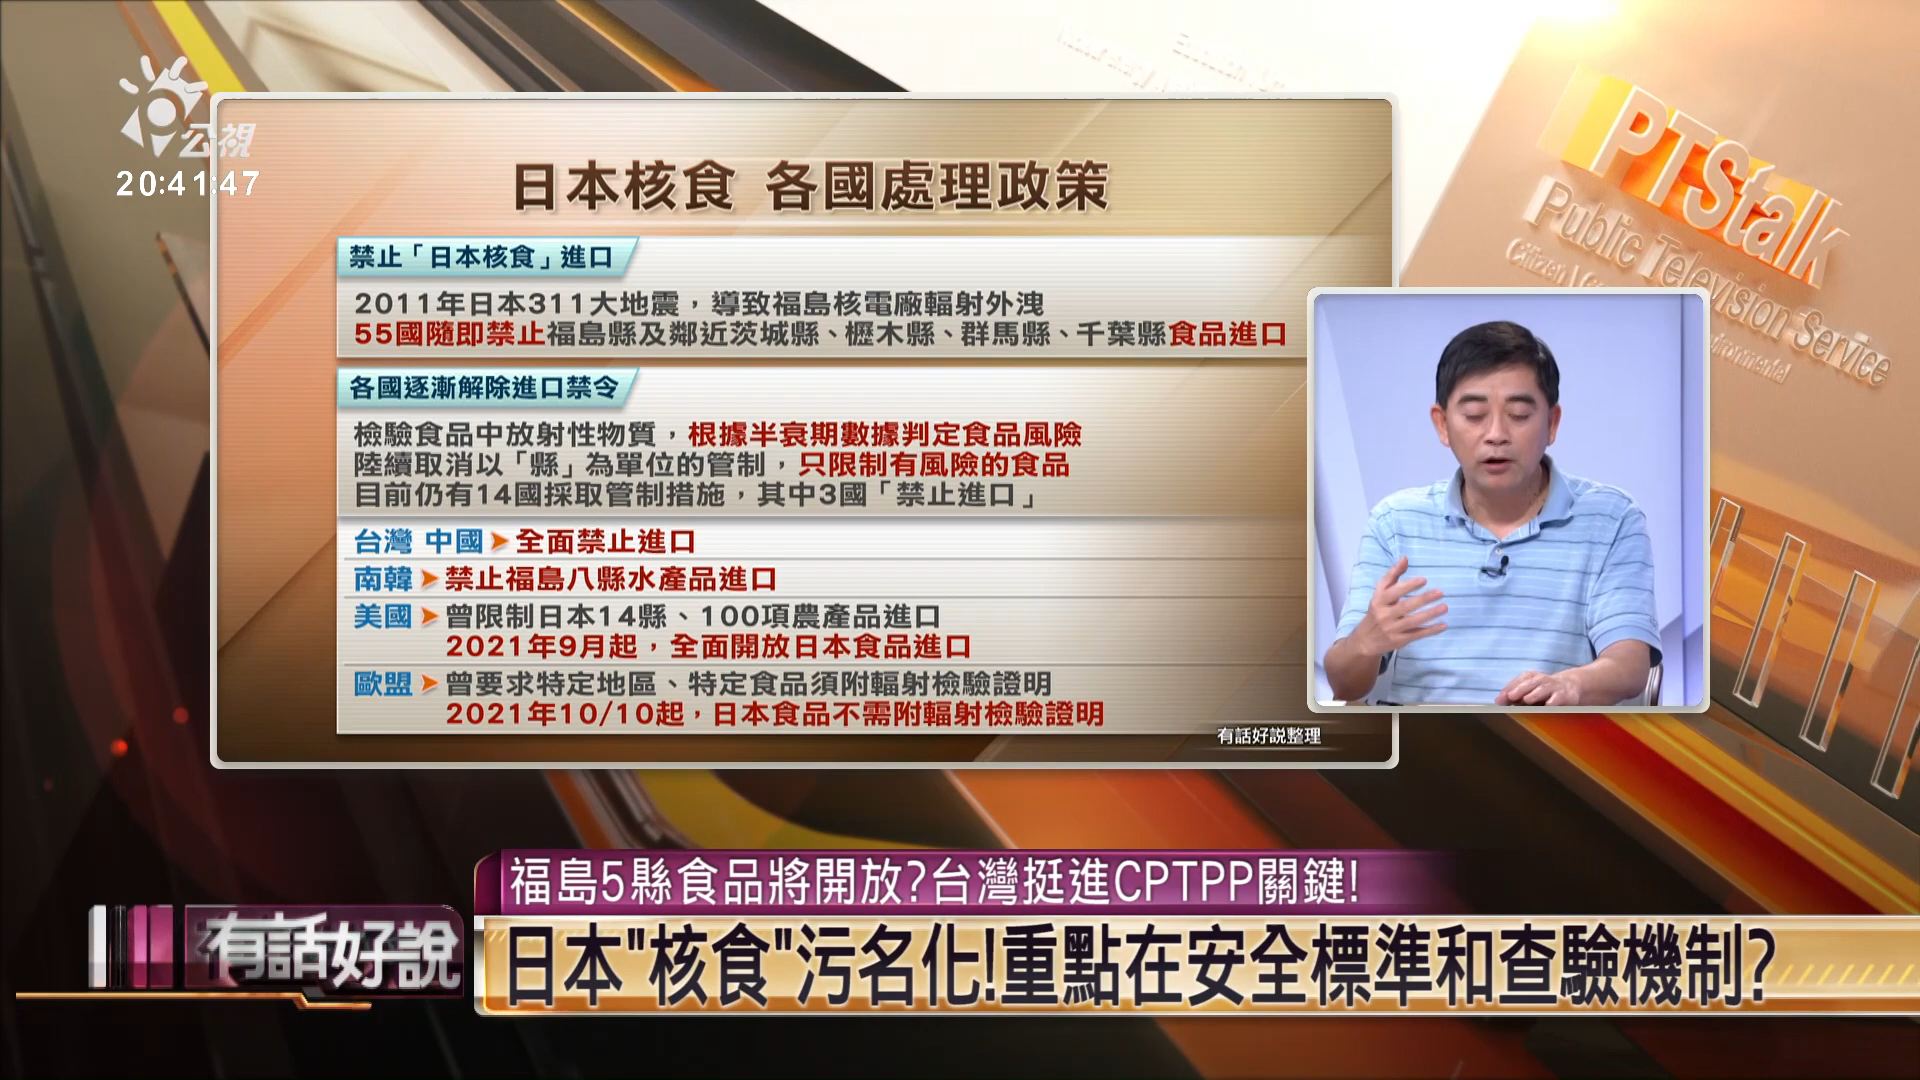 公視
20:41:47
日本核食 各國處理政策
禁止「日本核食」進口
2011年日本311大地震，導致福島核電廠輻射外洩
55國隨即禁止福島縣及鄰近茨城縣、櫪木縣、群馬縣、千葉縣食品進口
各國逐漸解除進口禁令
檢驗食品中放射性物質，根據半衰期數據判定食品風險
陸續取消以「縣」為單位的管制，只限制有風險的食品
目前仍有14國採取管制措施，其中3國「禁止進口」
台灣 中國➤全面禁止進口
南韓➤禁止福島八縣水產品進口
美國➤曾限制日本14縣、100項農產品進口
2021年9月起，全面開放日本食品進口
歐盟➤曾要求特定地區、特定食品須附輻射檢驗證明
2021年10/10起，日本食品不需附輻射檢驗證明
有話好說整理
PTStalk
Public Television Service
福島5縣食品將開放?台灣挺進CPTPP關鍵!
有話好說
日本"核食"污名化!重點在安全標準和查驗機制?